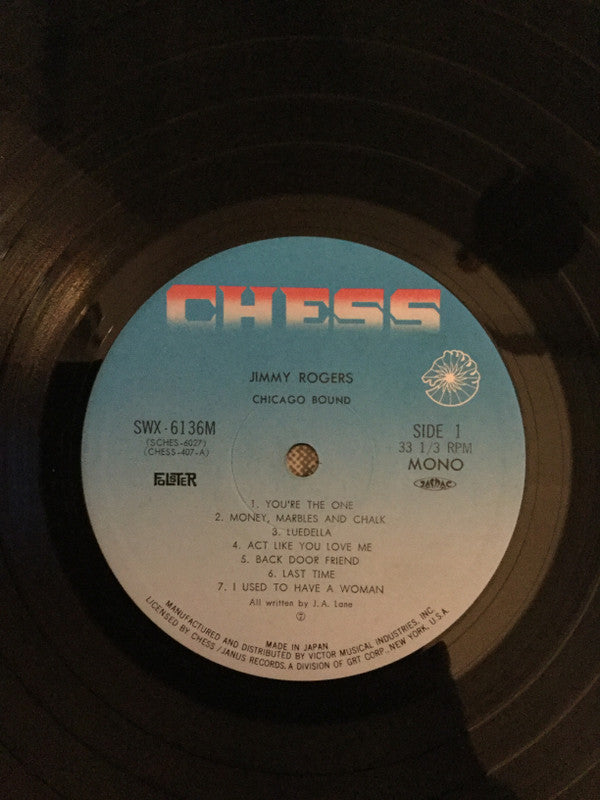 CHESS
JIMMY ROGERS
CHICAGO BOUND
SWX-6136M
(SCHES-6027)
(CHESS-407-A)
SIDE 1
33 1/3 RPM
MONO
FOLSTER
JASRAC
1. YOU'RE THE ONE
2. MONEY, MARBLES AND CHALK
3. LUEDELLA
4. ACT LIKE YOU LOVE ME
5. BACK DOOR FRIEND
6. LAST TIME
7. I USED TO HAVE A WOMAN
All written by J. A. Lane
7
MADE IN JAPAN
MANUFACTURED AND DISTRIBUTED BY VICTOR MUSICAL INDUSTRIES, INC.
LICENSED BY CHESS/JANUS RECORDS, A DIVISION OF GRT CORP., NEW YORK, U.S.A.